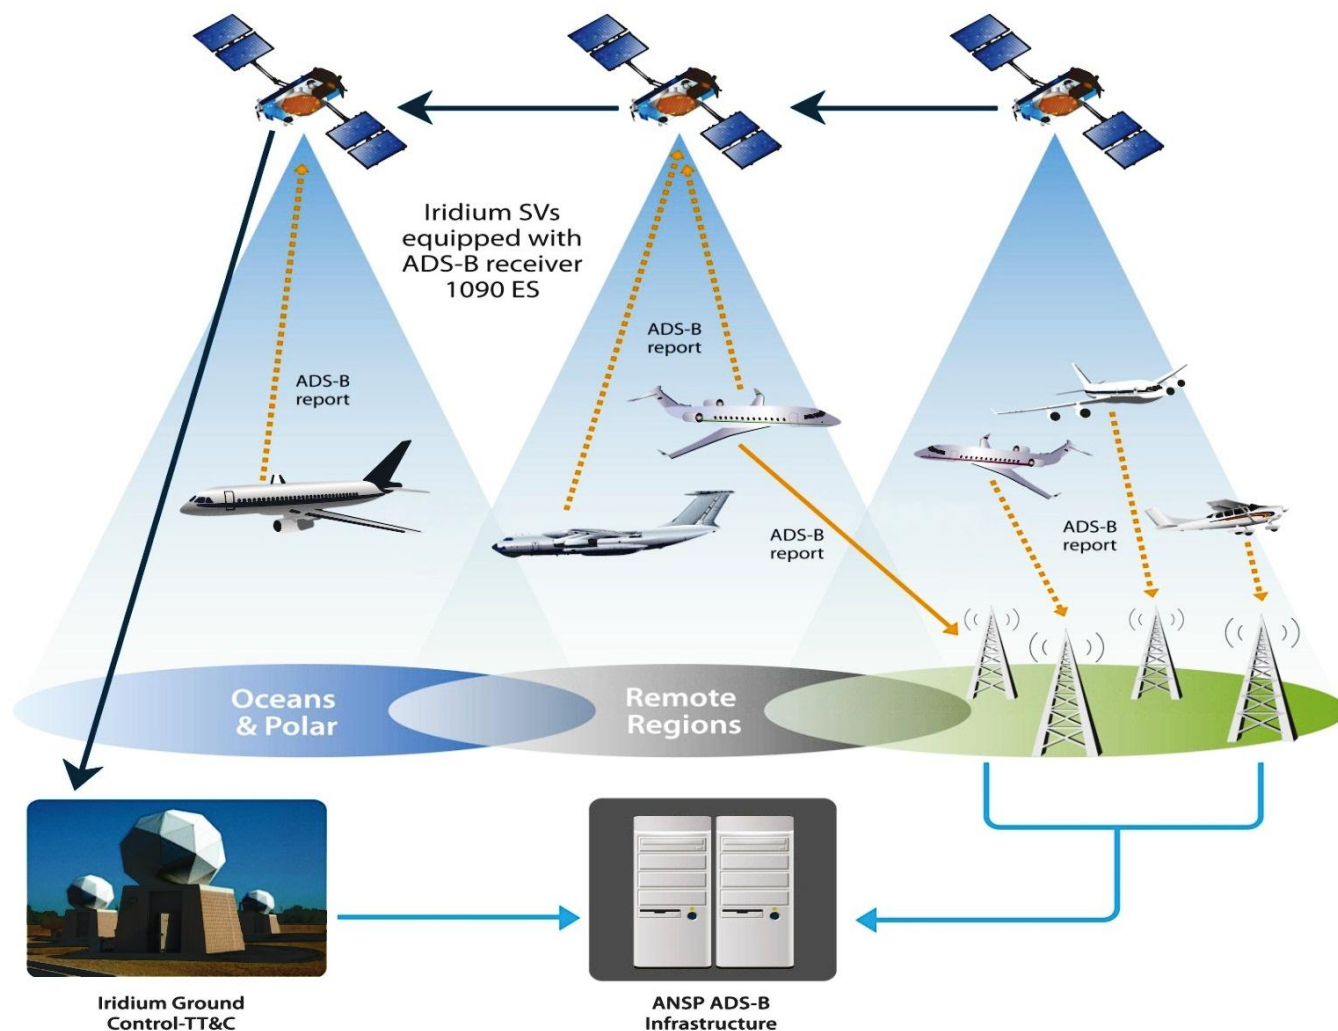 Iridium SVs
equipped with
ADS-B receiver
1090 ES
ADS-B
report
ADS-B
report
ADS-B
report
ADS-B
report
Oceans
& Polar
Remote
Regions
Iridium Ground
Control-TT&C
ANSP ADS-B
Infrastructure